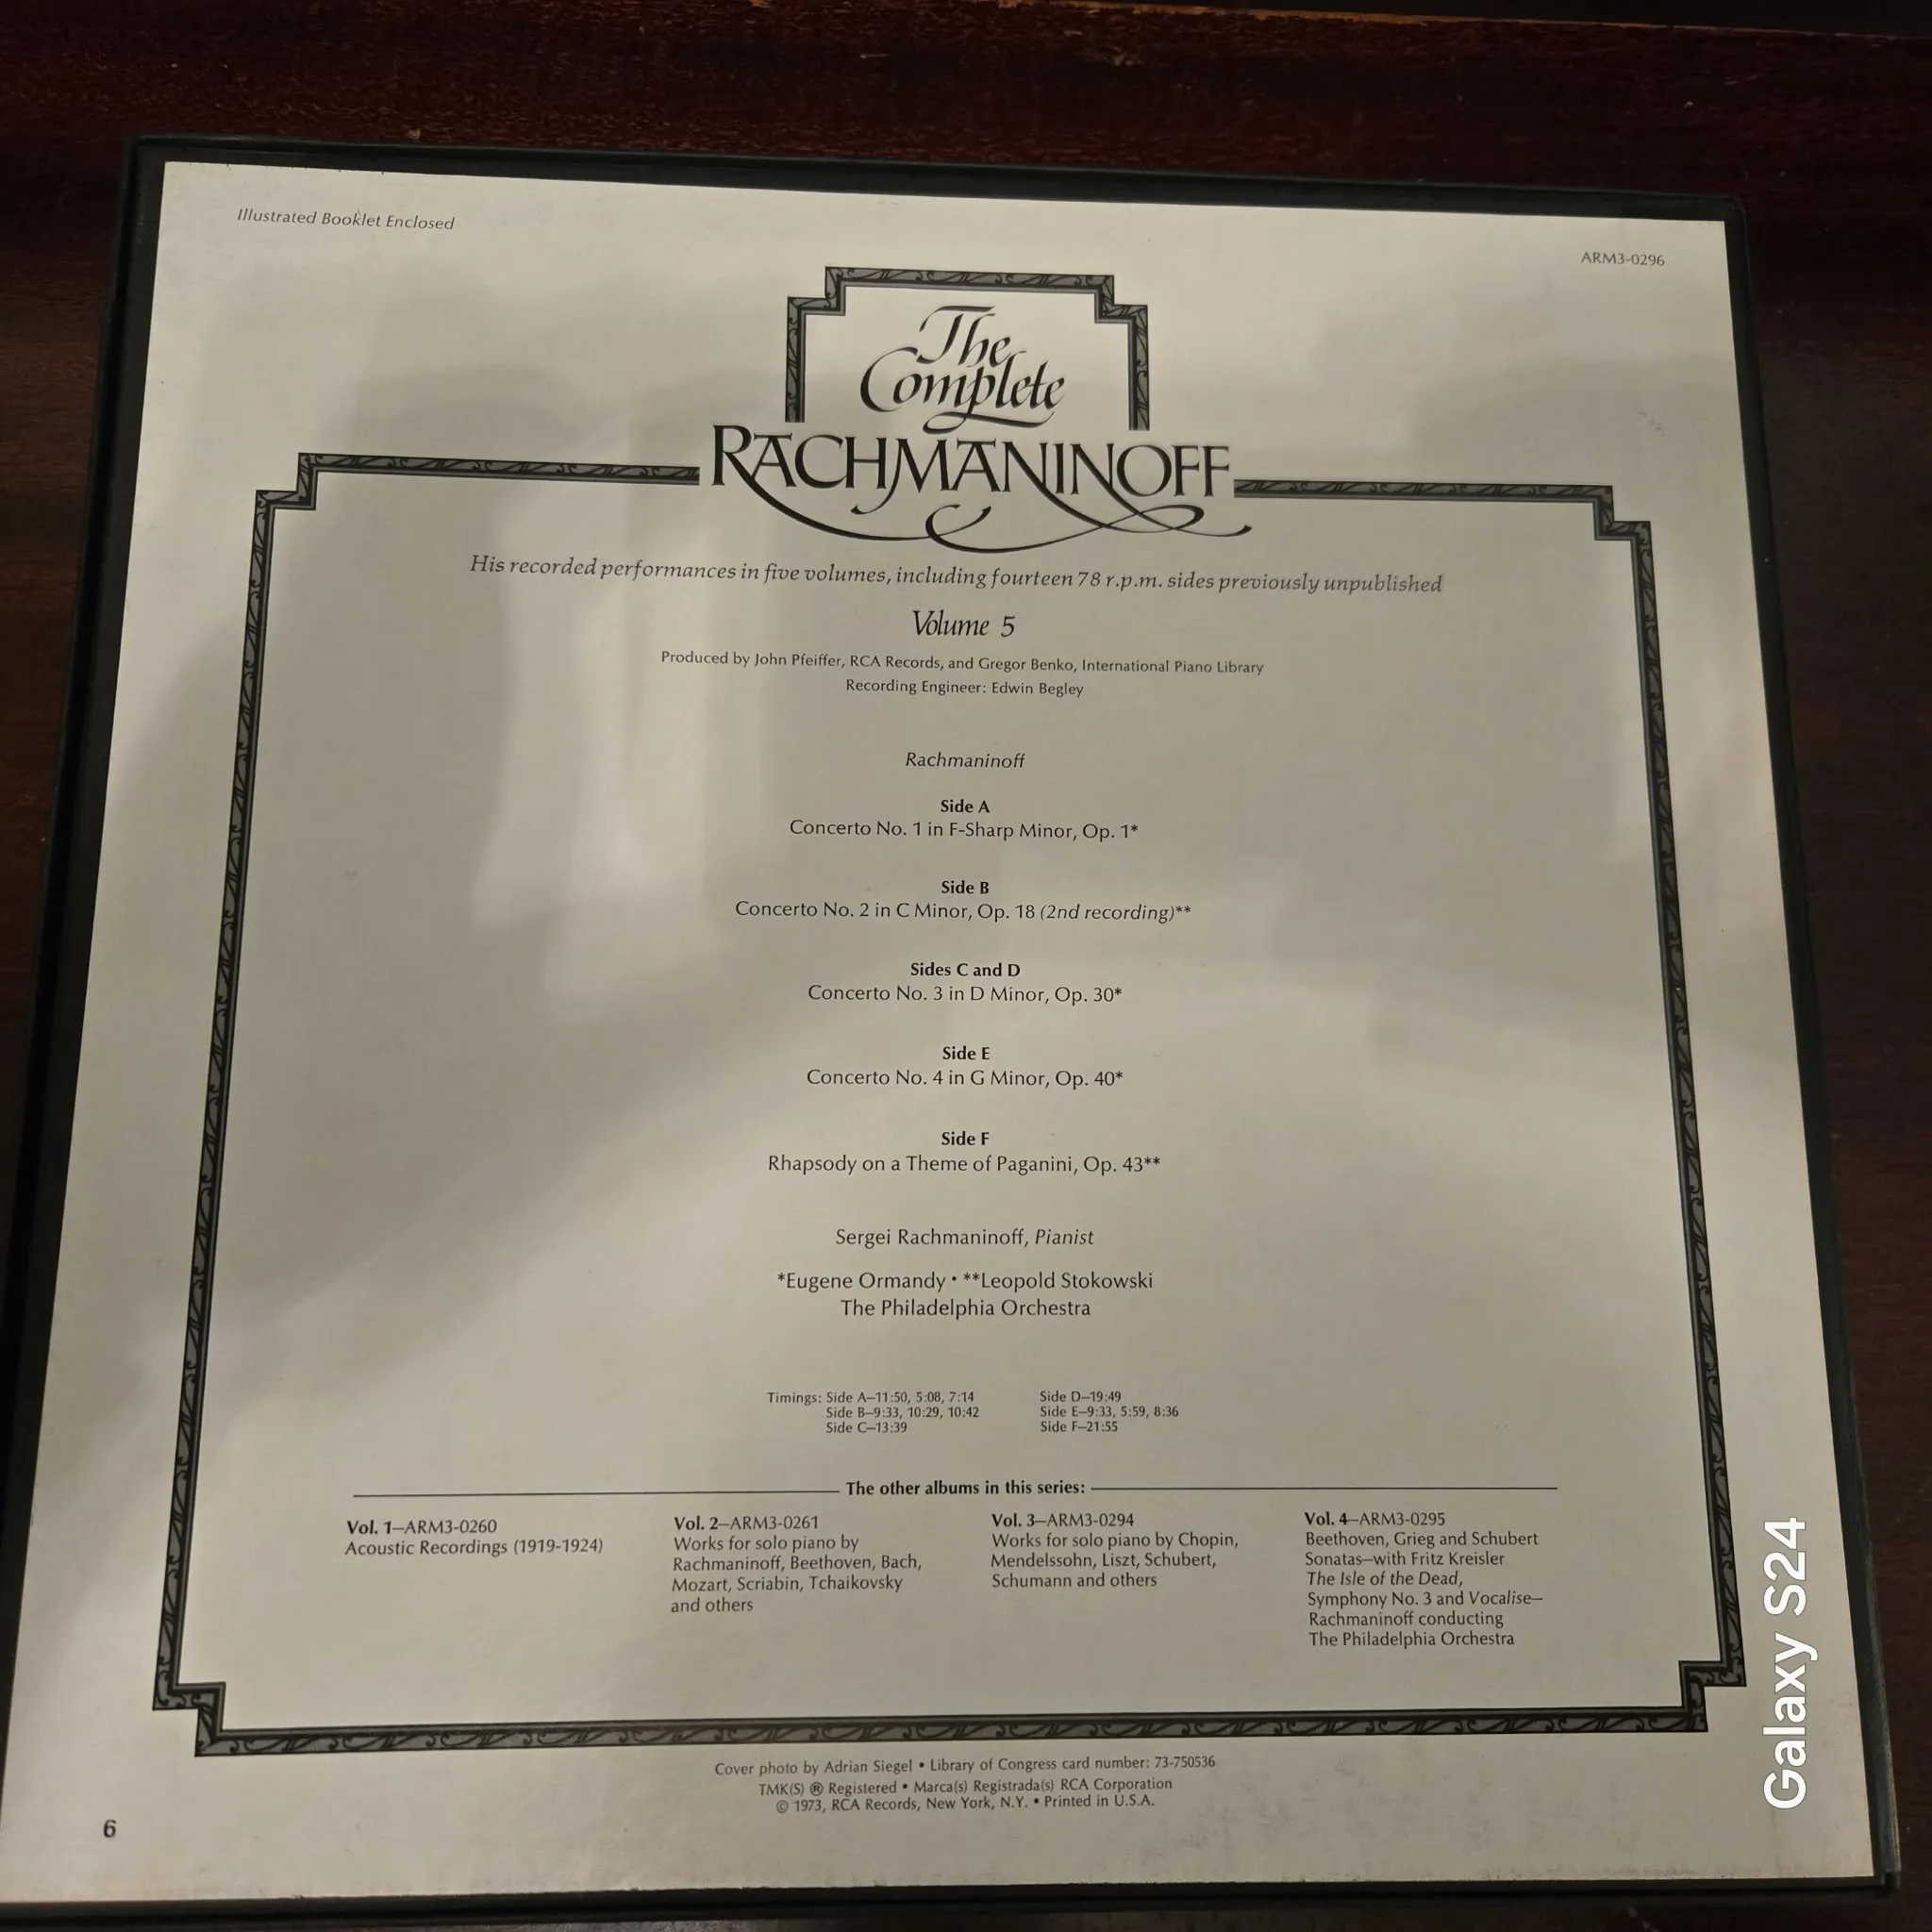 Illustrated Booklet Enclosed
ARM3-0296
The
Complete
RACHMANINOFF
His recorded performances in five volumes, including fourteen 78 r.p.m. sides previously unpublished
Volume 5
Produced by John Pfeiffer, RCA Records, and Gregor Benko, International Piano Library
Recording Engineer: Edwin Begley
Rachmaninoff
Side A
Concerto No. 1 in F-Sharp Minor, Op. 1*
Side B
Concerto No. 2 in C Minor, Op. 18 (2nd recording)**
Sides C and D
Concerto No. 3 in D Minor, Op. 30*
Side E
Concerto No. 4 in G Minor, Op. 40*
Side F
Rhapsody on a Theme of Paganini, Op. 43**
Sergei Rachmaninoff, Pianist
*Eugene Ormandy • **Leopold Stokowski
The Philadelphia Orchestra
Timings: Side A–11:50, 5:08, 7:14
Side B–9:33, 10:29, 10:42
Side C–13:39
Side D–19:49
Side E–9:33, 5:59, 8:36
Side F–21:55
The other albums in this series:
Vol. 1–ARM3-0260
Acoustic Recordings (1919-1924)
Vol. 2–ARM3-0261
Works for solo piano by
Rachmaninoff, Beethoven, Bach,
Mozart, Scriabin, Tchaikovsky
and others
Vol. 3–ARM3-0294
Works for solo piano by Chopin,
Mendelssohn, Liszt, Schubert,
Schumann and others
Vol. 4–ARM3-0295
Beethoven, Grieg and Schubert
Sonatas–with Fritz Kreisler
The Isle of the Dead,
Symphony No. 3 and Vocalise–
Rachmaninoff conducting
The Philadelphia Orchestra
Cover photo by Adrian Siegel • Library of Congress card number: 73-750536
TMK(S) ® Registered • Marca(s) Registrada(s) RCA Corporation
© 1973, RCA Records, New York, N.Y. • Printed in U.S.A.
6
Galaxy S24